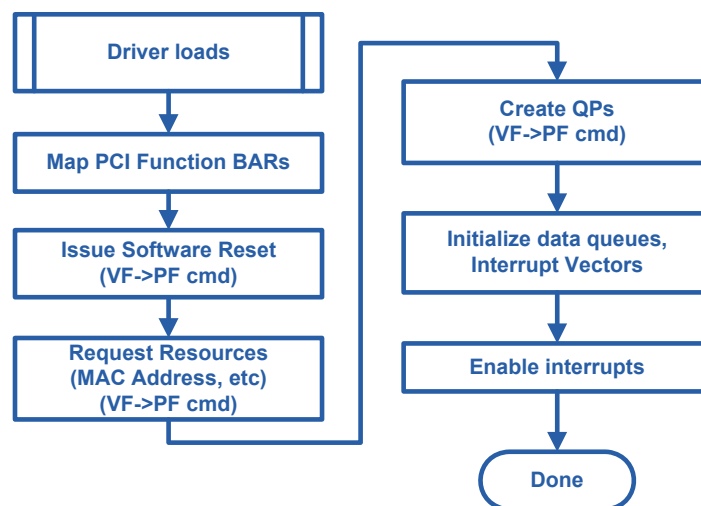 Driver loads
Map PCI Function BARs
Issue Software Reset
(VF->PF cmd)
Request Resources
(MAC Address, etc)
(VF->PF cmd)
Create QPs
(VF->PF cmd)
Initialize data queues,
Interrupt Vectors
Enable interrupts
Done